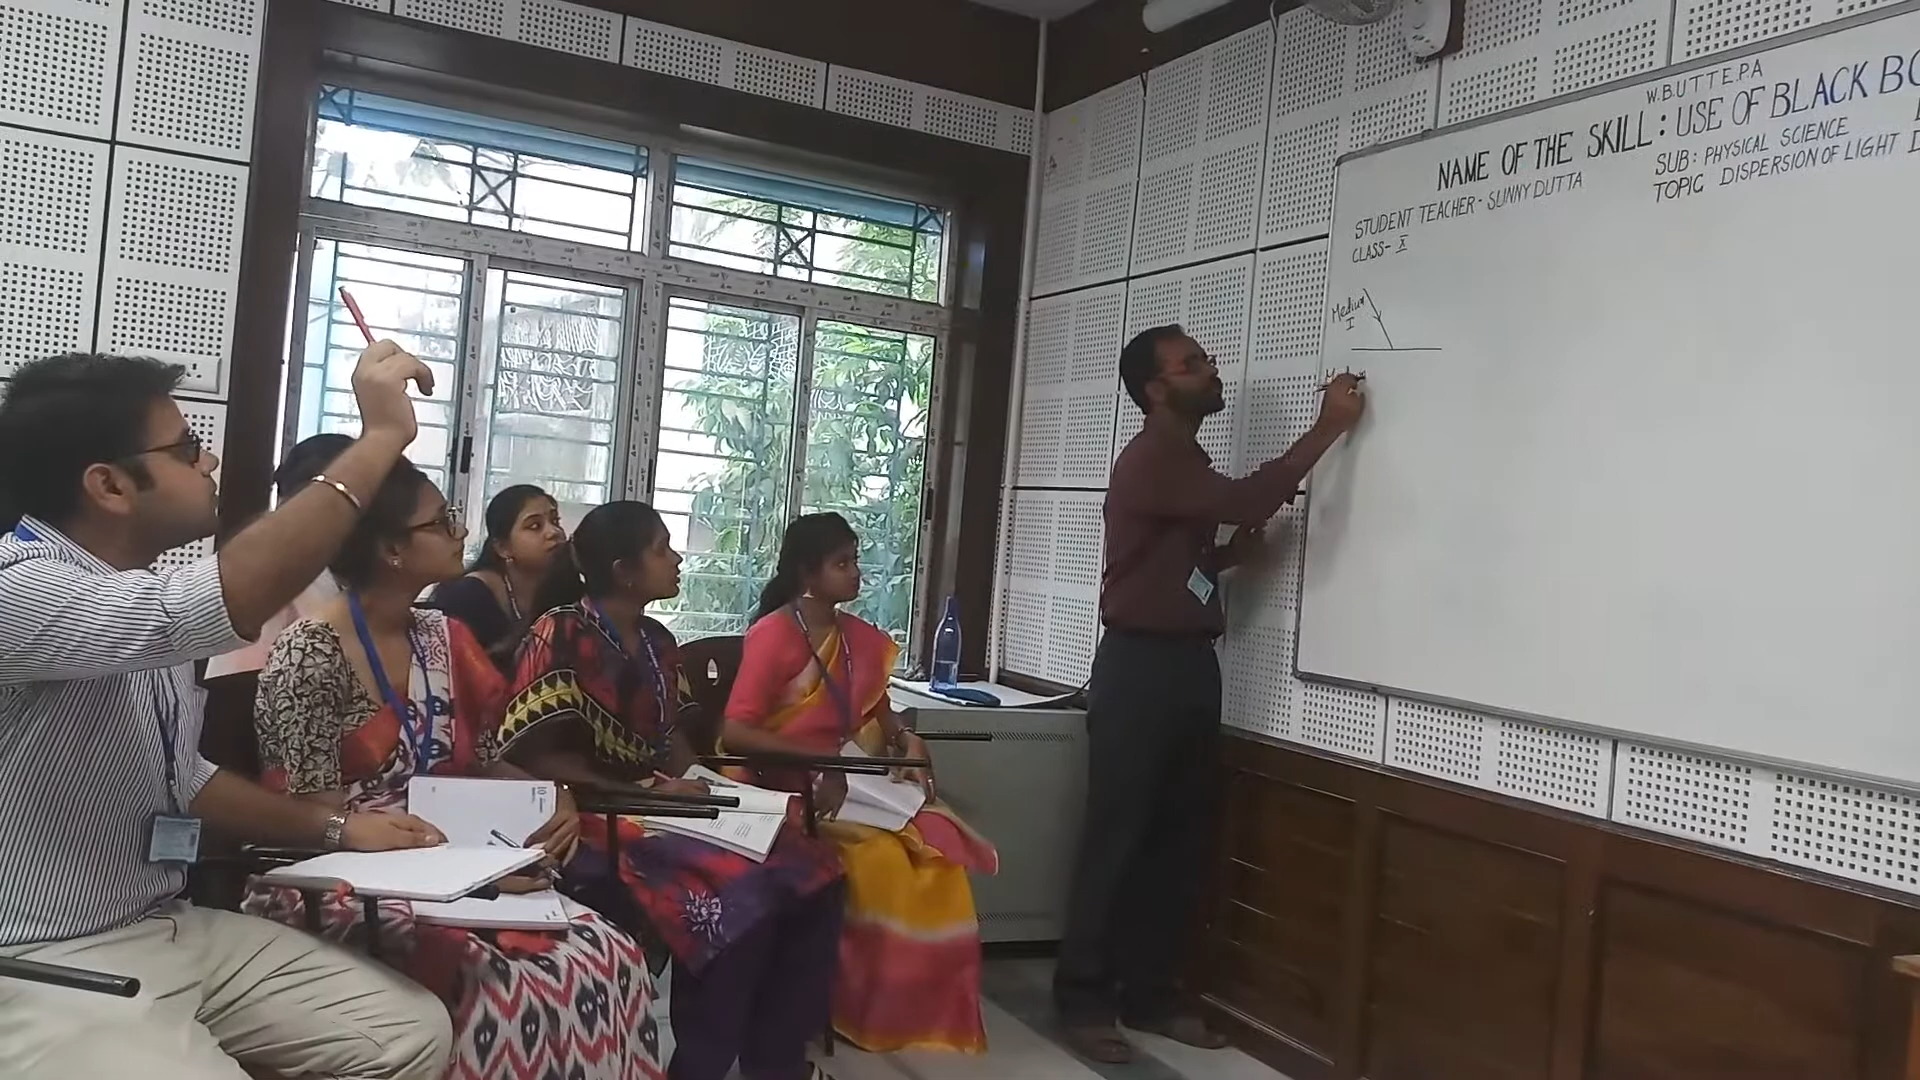 W.B.U.T.T.E.P.A
NAME OF THE SKILL: USE OF BLACK BO
STUDENT TEACHER - SUNNY DUTTA
SUB: PHYSICAL SCIENCE
CLASS- X
TOPIC DISPERSION OF LIGHT
Medium
I